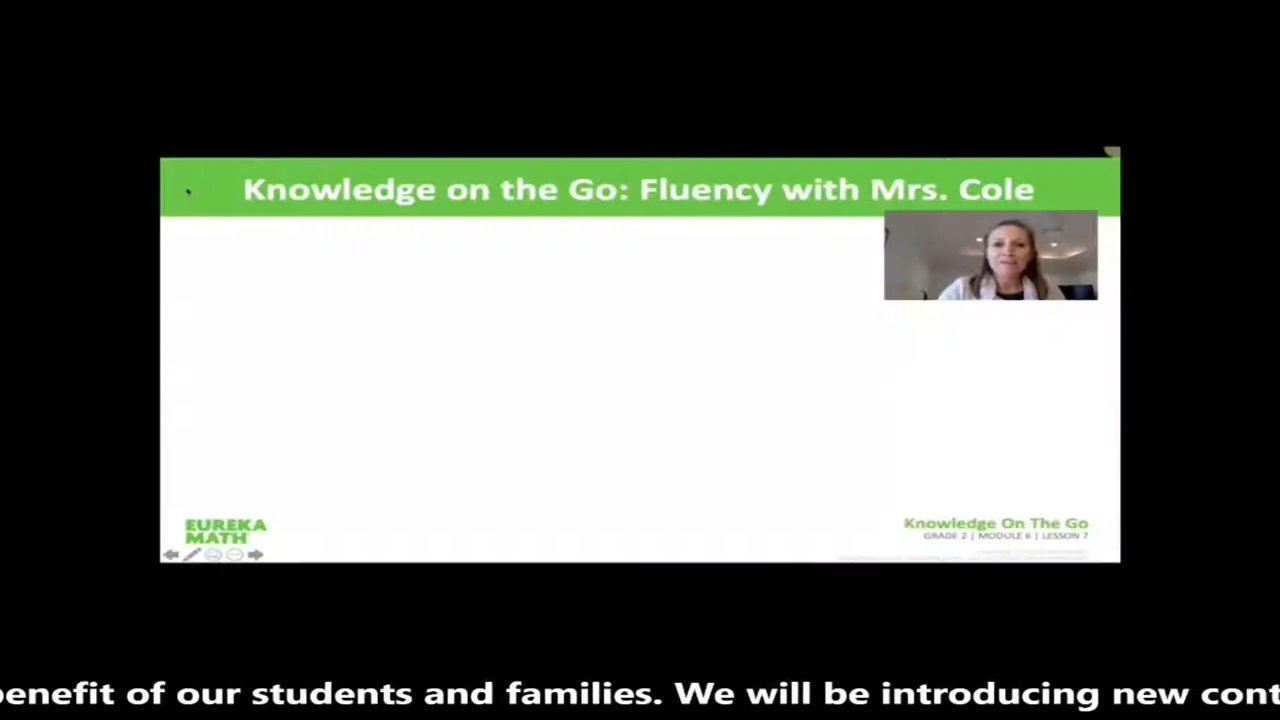 Knowledge on the Go: Fluency with Mrs. Cole
EUREKA
MATH
Knowledge On The Go
GRADE 2 | MODULE 6 | LESSON 7
benefit of our students and families. We will be introducing new cont